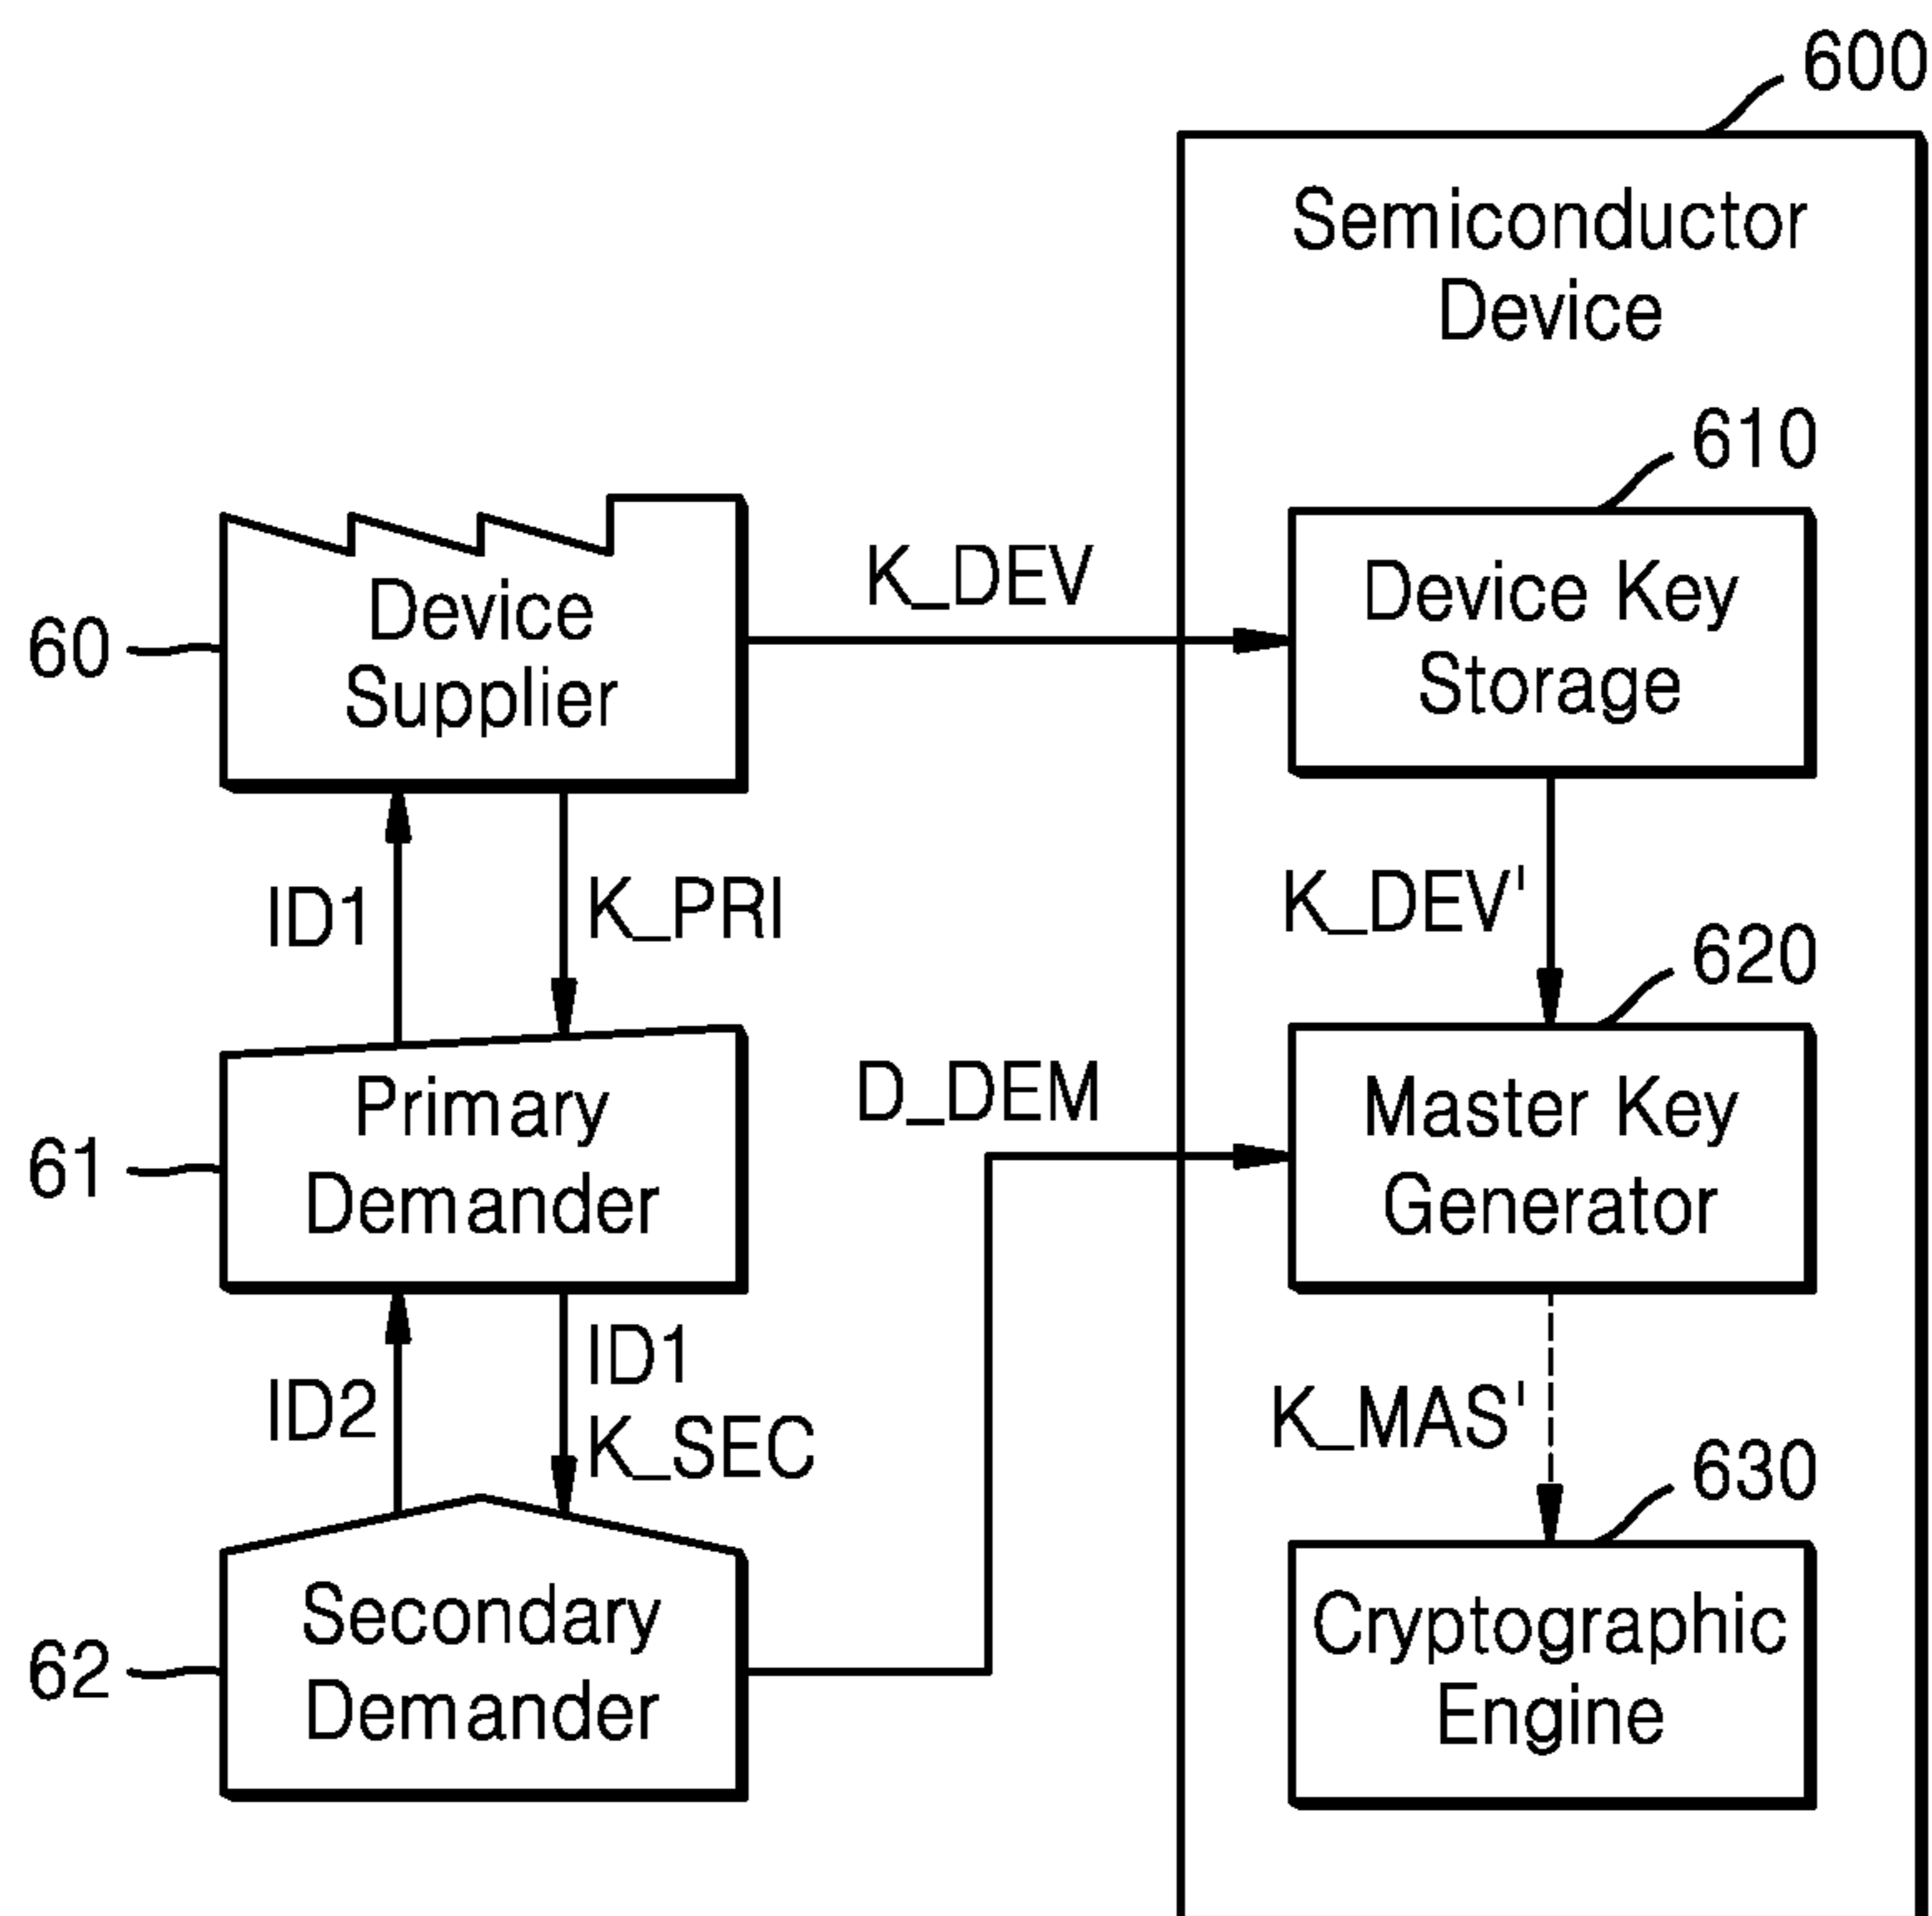 600
Semiconductor
Device
610
Device Key
Storage
K_DEV
60
Device
Supplier
ID1
K_PRI
K_DEV'
620
Master Key
Generator
D_DEM
61
Primary
Demander
ID2
ID1
K_SEC
K_MAS'
630
Cryptographic
Engine
62
Secondary
Demander